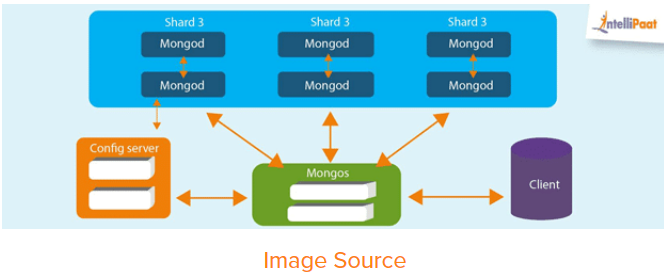 Shard 3 Shard 3 Shard 3
intelliPaat
Mongod Mongod Mongod
Mongod Mongod Mongod
Config server
Mongos
Client
Image Source